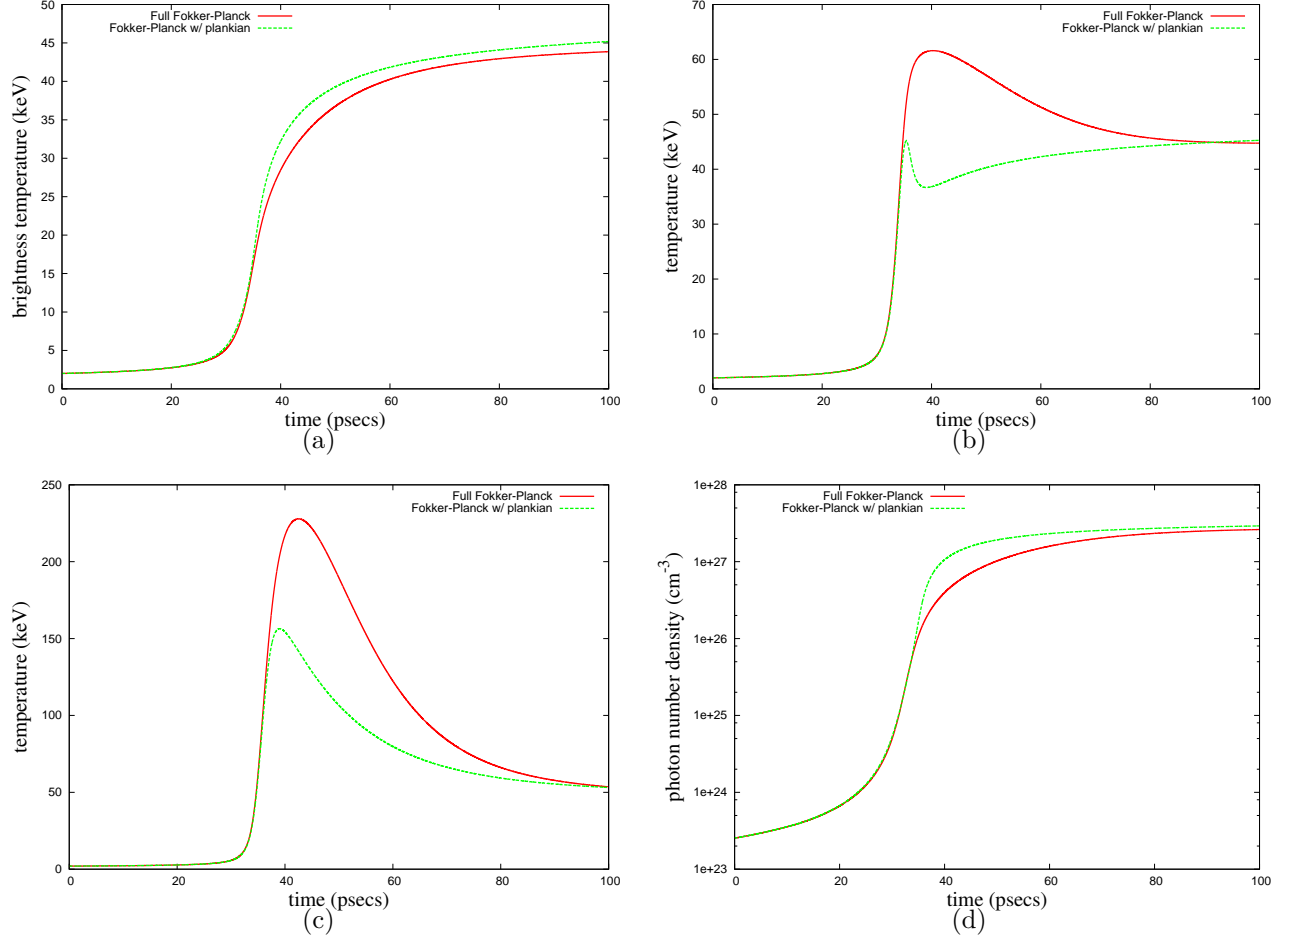 Full Fokker-Planck
Fokker-Planck w/ plankian
brightness temperature (keV)
50
45
40
35
30
25
20
15
10
5
0
0 20 40 60 80 100
time (psecs)
(a)
Full Fokker-Planck
Fokker-Planck w/ plankian
temperature (keV)
70
60
50
40
30
20
10
0
0 20 40 60 80 100
time (psecs)
(b)
Full Fokker-Planck
Fokker-Planck w/ plankian
temperature (keV)
250
200
150
100
50
0
0 20 40 60 80 100
time (psecs)
(c)
Full Fokker-Planck
Fokker-Planck w/ plankian
photon number density (cm⁻³)
1e+28
1e+27
1e+26
1e+25
1e+24
1e+23
0 20 40 60 80 100
time (psecs)
(d)